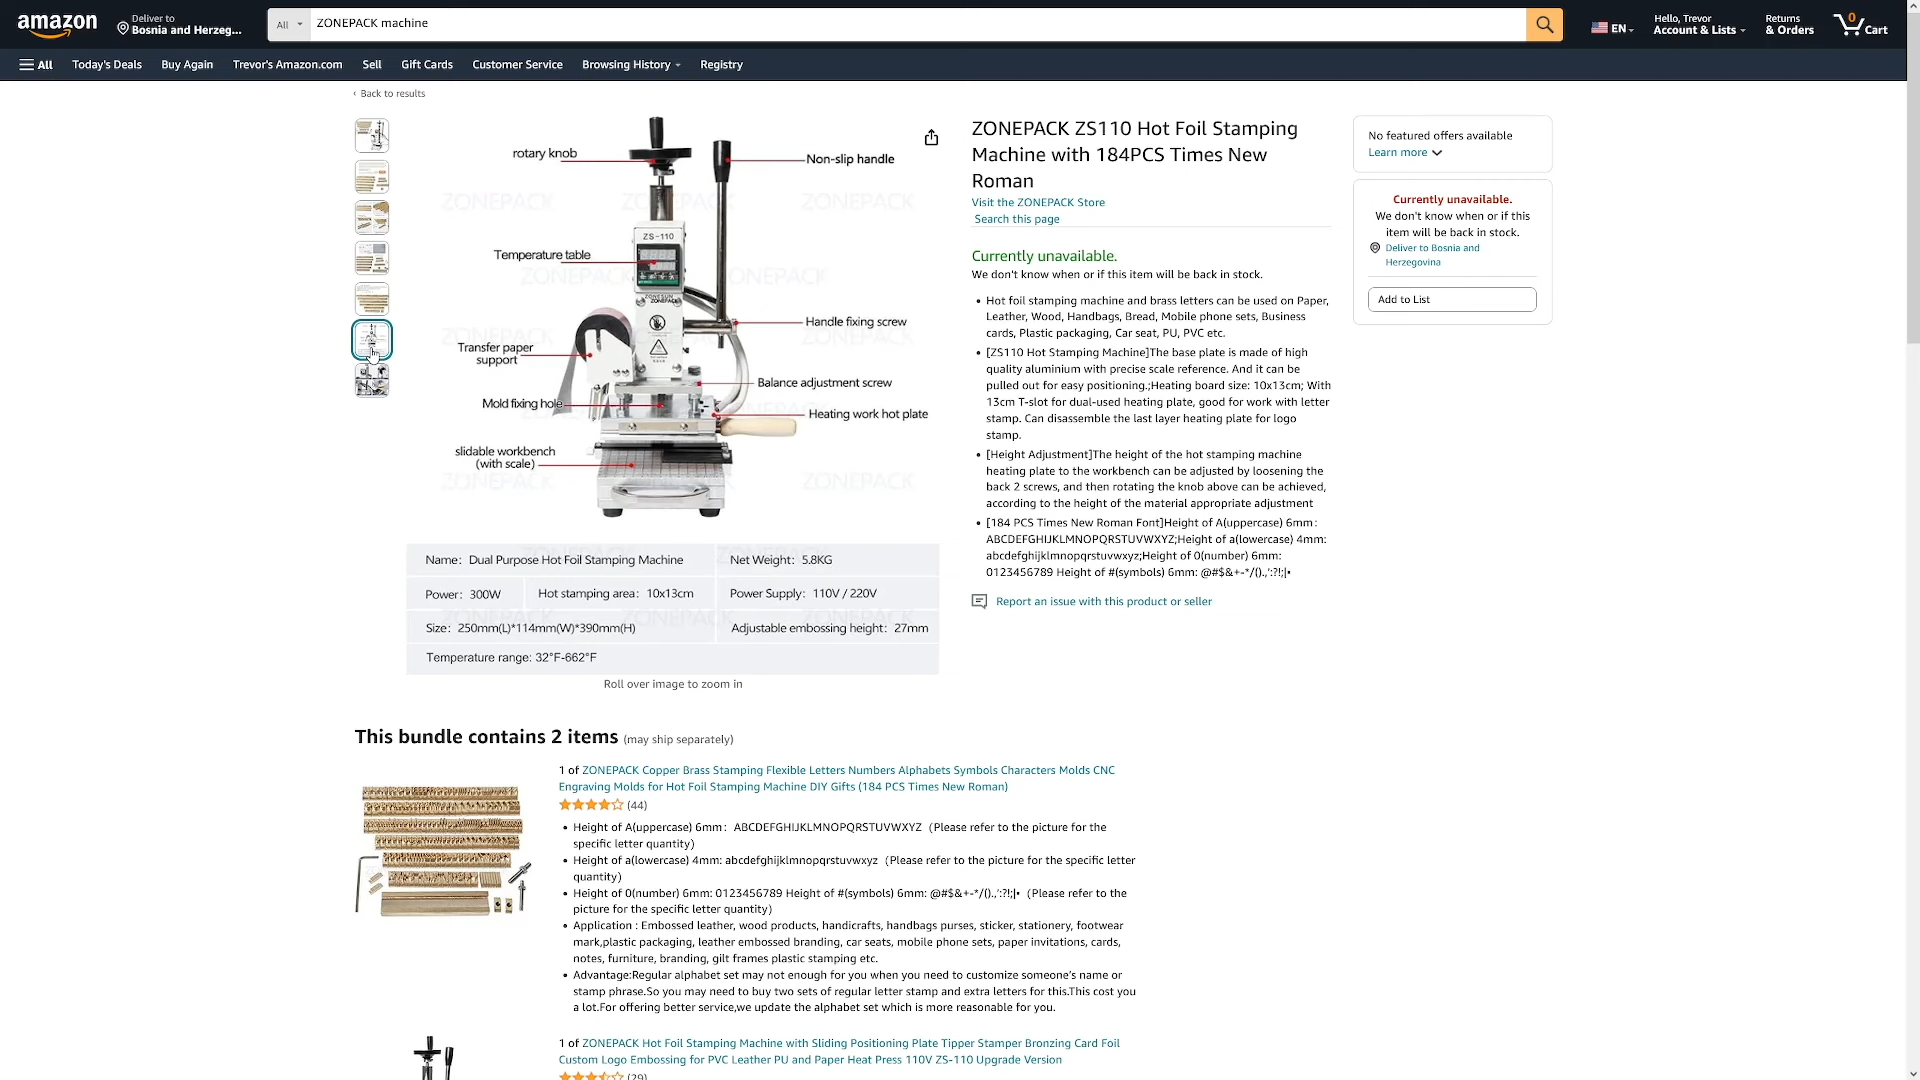 amazon
Deliver to
Bosnia and Herzeg...
All
ZONEPACK machine
EN
Hello, Trevor
Account & Lists
Returns
& Orders
0
Cart
All
Today's Deals
Buy Again
Trevor's Amazon.com
Sell
Gift Cards
Customer Service
Browsing History
Registry
‹ Back to results
rotary knob
Non-slip handle
ZONEPACK
ZS-110
Temperature table
Handle fixing screw
Transfer paper
support
Balance adjustment screw
Mold fixing hole
Heating work hot plate
slidable workbench
(with scale)
Name: Dual Purpose Hot Foil Stamping Machine
Net Weight: 5.8KG
Power: 300W
Hot stamping area: 10x13cm
Power Supply: 110V / 220V
Size: 250mm(L)*114mm(W)*390mm(H)
Adjustable embossing height: 27mm
Temperature range: 32°F-662°F
Roll over image to zoom in
ZONEPACK ZS110 Hot Foil Stamping
Machine with 184PCS Times New
Roman
Visit the ZONEPACK Store
Search this page
Currently unavailable.
We don't know when or if this item will be back in stock.
• Hot foil stamping machine and brass letters can be used on Paper,
Leather, Wood, Handbags, Bread, Mobile phone sets, Business
cards, Plastic packaging, Car seat, PU, PVC etc.
• [ZS110 Hot Stamping Machine]The base plate is made of high
quality aluminium with precise scale reference. And it can be
pulled out for easy positioning.;Heating board size: 10x13cm; With
13cm T-slot for dual-used heating plate, good for work with letter
stamp. Can disassemble the last layer heating plate for logo
stamp.
• [Height Adjustment]The height of the hot stamping machine
heating plate to the workbench can be adjusted by loosening the
back 2 screws, and then rotating the knob above can be achieved,
according to the height of the material appropriate adjustment
• [184 PCS Times New Roman Font]Height of A(uppercase) 6mm:
ABCDEFGHIJKLMNOPQRSTUVWXYZ;Height of a(lowercase) 4mm:
abcdefghijklmnopqrstuvwxyz;Height of 0(number) 6mm:
0123456789 Height of #(symbols) 6mm: @#$&+-*/().,':?!;|•
Report an issue with this product or seller
No featured offers available
Learn more
Currently unavailable.
We don't know when or if this
item will be back in stock.
Deliver to Bosnia and
Herzegovina
Add to List
This bundle contains 2 items (may ship separately)
1 of ZONEPACK Copper Brass Stamping Flexible Letters Numbers Alphabets Symbols Characters Molds CNC
Engraving Molds for Hot Foil Stamping Machine DIY Gifts (184 PCS Times New Roman)
(44)
• Height of A(uppercase) 6mm: ABCDEFGHIJKLMNOPQRSTUVWXYZ (Please refer to the picture for the
specific letter quantity)
• Height of a(lowercase) 4mm: abcdefghijklmnopqrstuvwxyz (Please refer to the picture for the specific letter
quantity)
• Height of 0(number) 6mm: 0123456789 Height of #(symbols) 6mm: @#$&+-*/().,':?!;|• (Please refer to the
picture for the specific letter quantity)
• Application : Embossed leather, wood products, handicrafts, handbags purses, sticker, stationery, footwear
mark,plastic packaging, leather embossed branding, car seats, mobile phone sets, paper invitations, cards,
notes, furniture, branding, gilt frames plastic stamping etc.
• Advantage:Regular alphabet set may not enough for you when you need to customize someone's name or
stamp phrase.So you may need to buy two sets of regular letter stamp and extra letters for this.This cost you
a lot.For offering better service,we update the alphabet set which is more reasonable for you.
1 of ZONEPACK Hot Foil Stamping Machine with Sliding Positioning Plate Tipper Stamper Bronzing Card Foil
Custom Logo Embossing for PVC Leather PU and Paper Heat Press 110V ZS-110 Upgrade Version
(29)